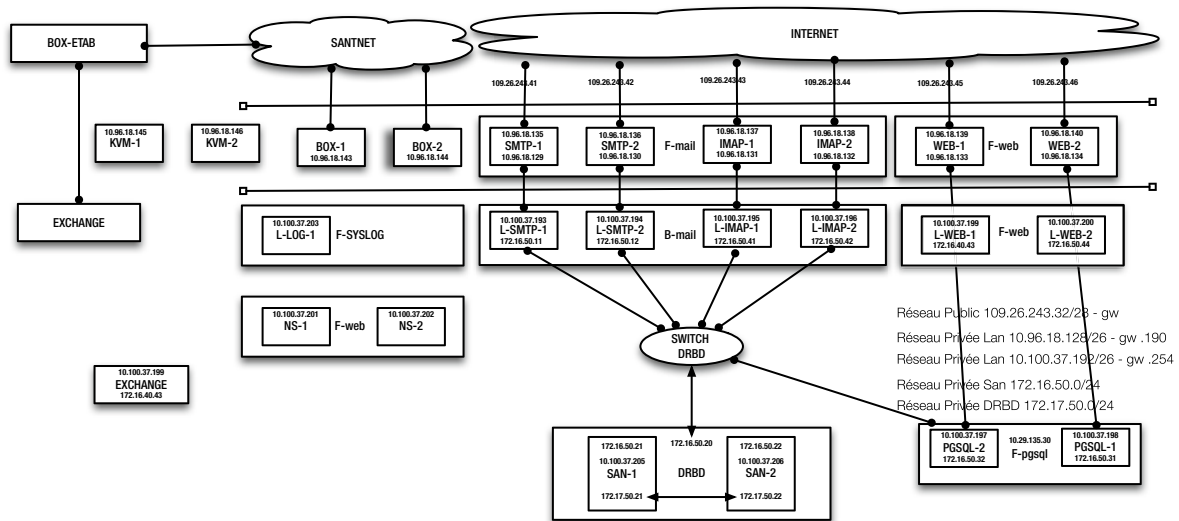 BOX-ETAB
SANTNET
INTERNET
109.26.243.41
109.26.243.42
109.26.243.43
109.26.243.44
109.26.243.45
109.26.243.46
10.96.18.145
KVM-1
10.96.18.146
KVM-2
BOX-1
10.96.18.143
BOX-2
10.96.18.144
10.96.18.135
SMTP-1
10.96.18.129
10.96.18.136
SMTP-2
10.96.18.130
F-mail
10.96.18.137
IMAP-1
10.96.18.131
10.96.18.138
IMAP-2
10.96.18.132
10.96.18.139
WEB-1
10.96.18.133
F-web
10.96.18.140
WEB-2
10.96.18.134
EXCHANGE
10.100.37.203
L-LOG-1
F-SYSLOG
10.100.37.193
L-SMTP-1
172.16.50.11
10.100.37.194
L-SMTP-2
172.16.50.12
B-mail
10.100.37.195
L-IMAP-1
172.16.50.41
10.100.37.196
L-IMAP-2
172.16.50.42
10.100.37.199
L-WEB-1
172.16.40.43
F-web
10.100.37.200
L-WEB-2
172.16.50.44
10.100.37.201
NS-1
F-web
10.100.37.202
NS-2
SWITCH
DRBD
Réseau Public 109.26.243.32/28 - gw
Réseau Privée Lan 10.96.18.128/26 - gw .190
Réseau Privée Lan 10.100.37.192/26 - gw .254
Réseau Privée San 172.16.50.0/24
Réseau Privée DRBD 172.17.50.0/24
10.100.37.199
EXCHANGE
172.16.40.43
172.16.50.21
10.100.37.205
SAN-1
172.17.50.21
172.16.50.20
DRBD
172.16.50.22
10.100.37.206
SAN-2
172.17.50.22
10.100.37.197
PGSQL-2
172.16.50.32
10.29.135.30
F-pgsql
10.100.37.198
PGSQL-1
172.16.50.31